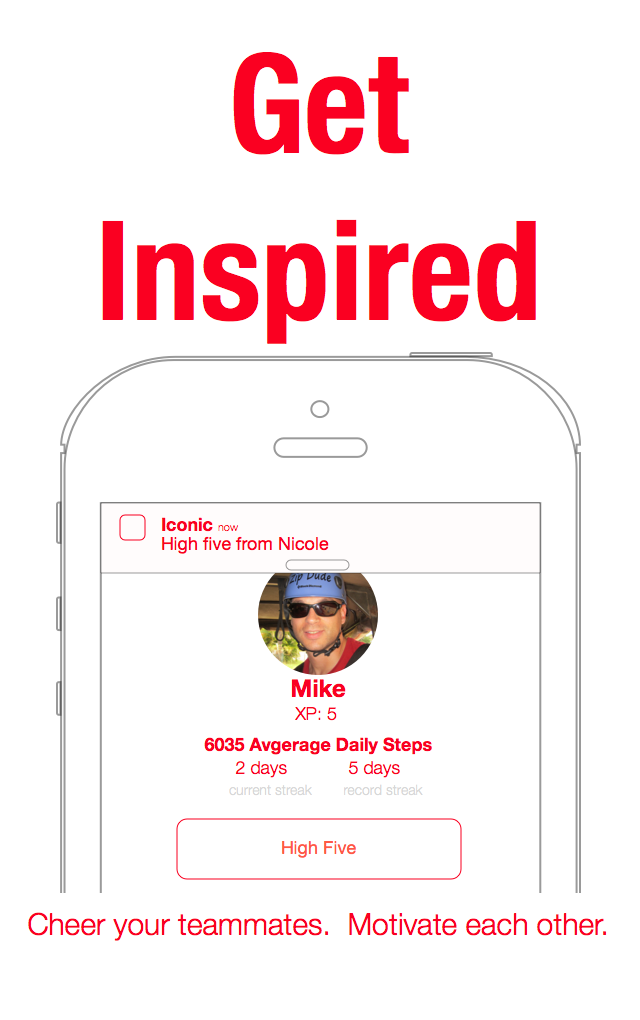 Get
Inspired
Iconic now
High five from Nicole
Zip Dude
Mike
XP: 5
6035 Avgerage Daily Steps
2 days 5 days
current streak record streak
High Five
Cheer your teammates. Motivate each other.